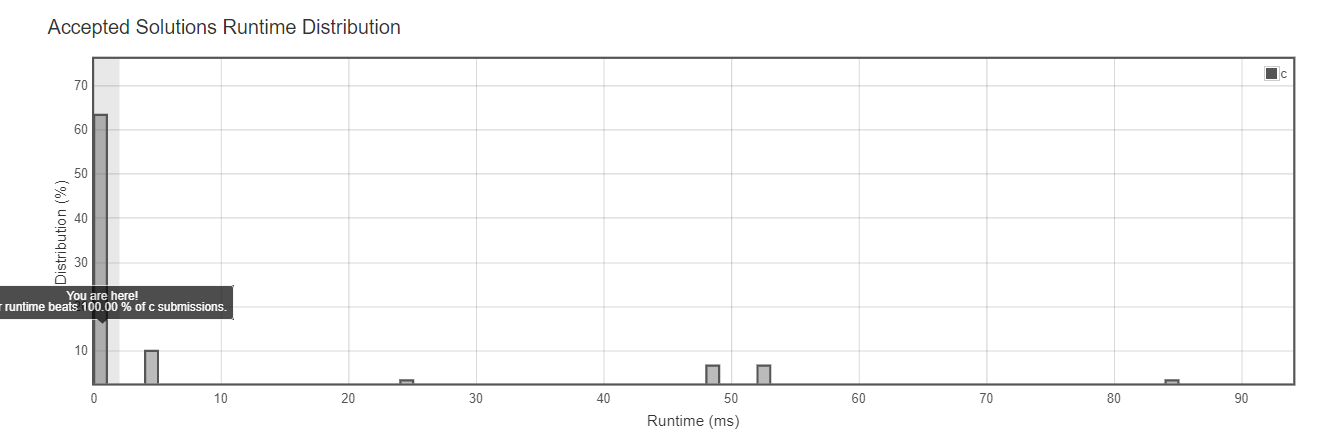 Accepted Solutions Runtime Distribution
c
70
60
50
40
30
10
Distribution (%)
You are here!
runtime beats 100.00 % of c submissions.
0
10
20
30
40
50
60
70
80
90
Runtime (ms)